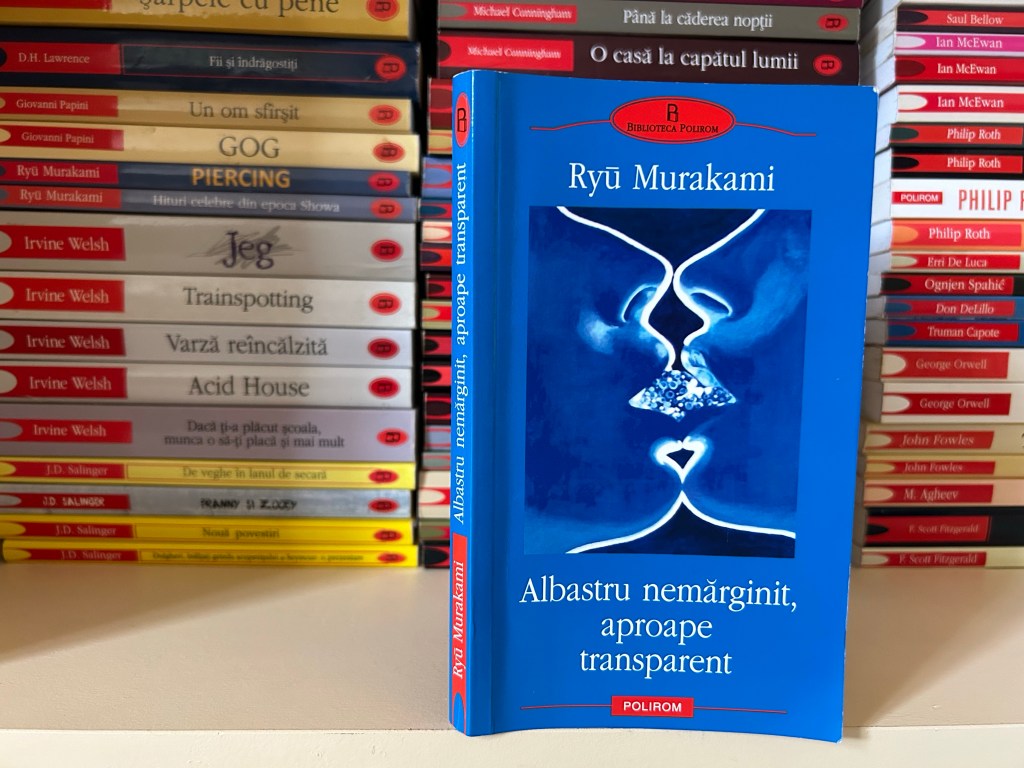 Șarpele cu pene
D.H. Lawrence
Fii și îndrăgostiți
Giovanni Papini
Un om sfîrșit
Giovanni Papini
GOG
Ryū Murakami
PIERCING
Ryū Murakami
Hituri celebre din epoca Showa
Irvine Welsh
Jeg
Irvine Welsh
Trainspotting
Irvine Welsh
Varză reîncălzită
Irvine Welsh
Acid House
Irvine Welsh
Dacă ți-a plăcut școala,
munca o să-ți placă și mai mult
J.D. Salinger
De veghe în lanul de secară
J.D. SALINGER
FRANNY ȘI ZOOEY
J.D. Salinger
Nouă povestiri
J.D. Salinger
Michael Cunningham
Până la căderea nopții
Michael Cunningham
O casă la capătul lumii
Ryū Murakami
Albastru nemărginit, aproape transparent
BIBLIOTECA POLIROM
Ryū Murakami
Albastru nemărginit,
aproape
transparent
POLIROM
Saul Bellow
Ian McEwan
Ian McEwan
Ian McEwan
Philip Roth
Philip Roth
POLIROM
PHILIP
Philip Roth
Erri De Luca
Ognjen Spahić
Don DeLillo
Truman Capote
George Orwell
George Orwell
John Fowles
John Fowles
M. Agheev
F. Scott Fitzgerald
F. Scott Fitzgerald